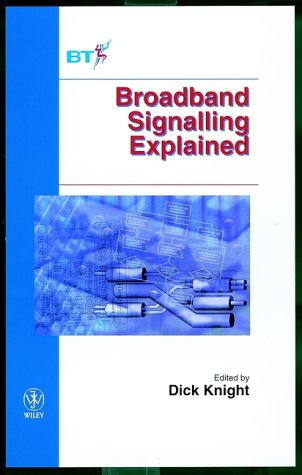 BT
Broadband
Signalling
Explained
Edited by
Dick Knight
WILEY